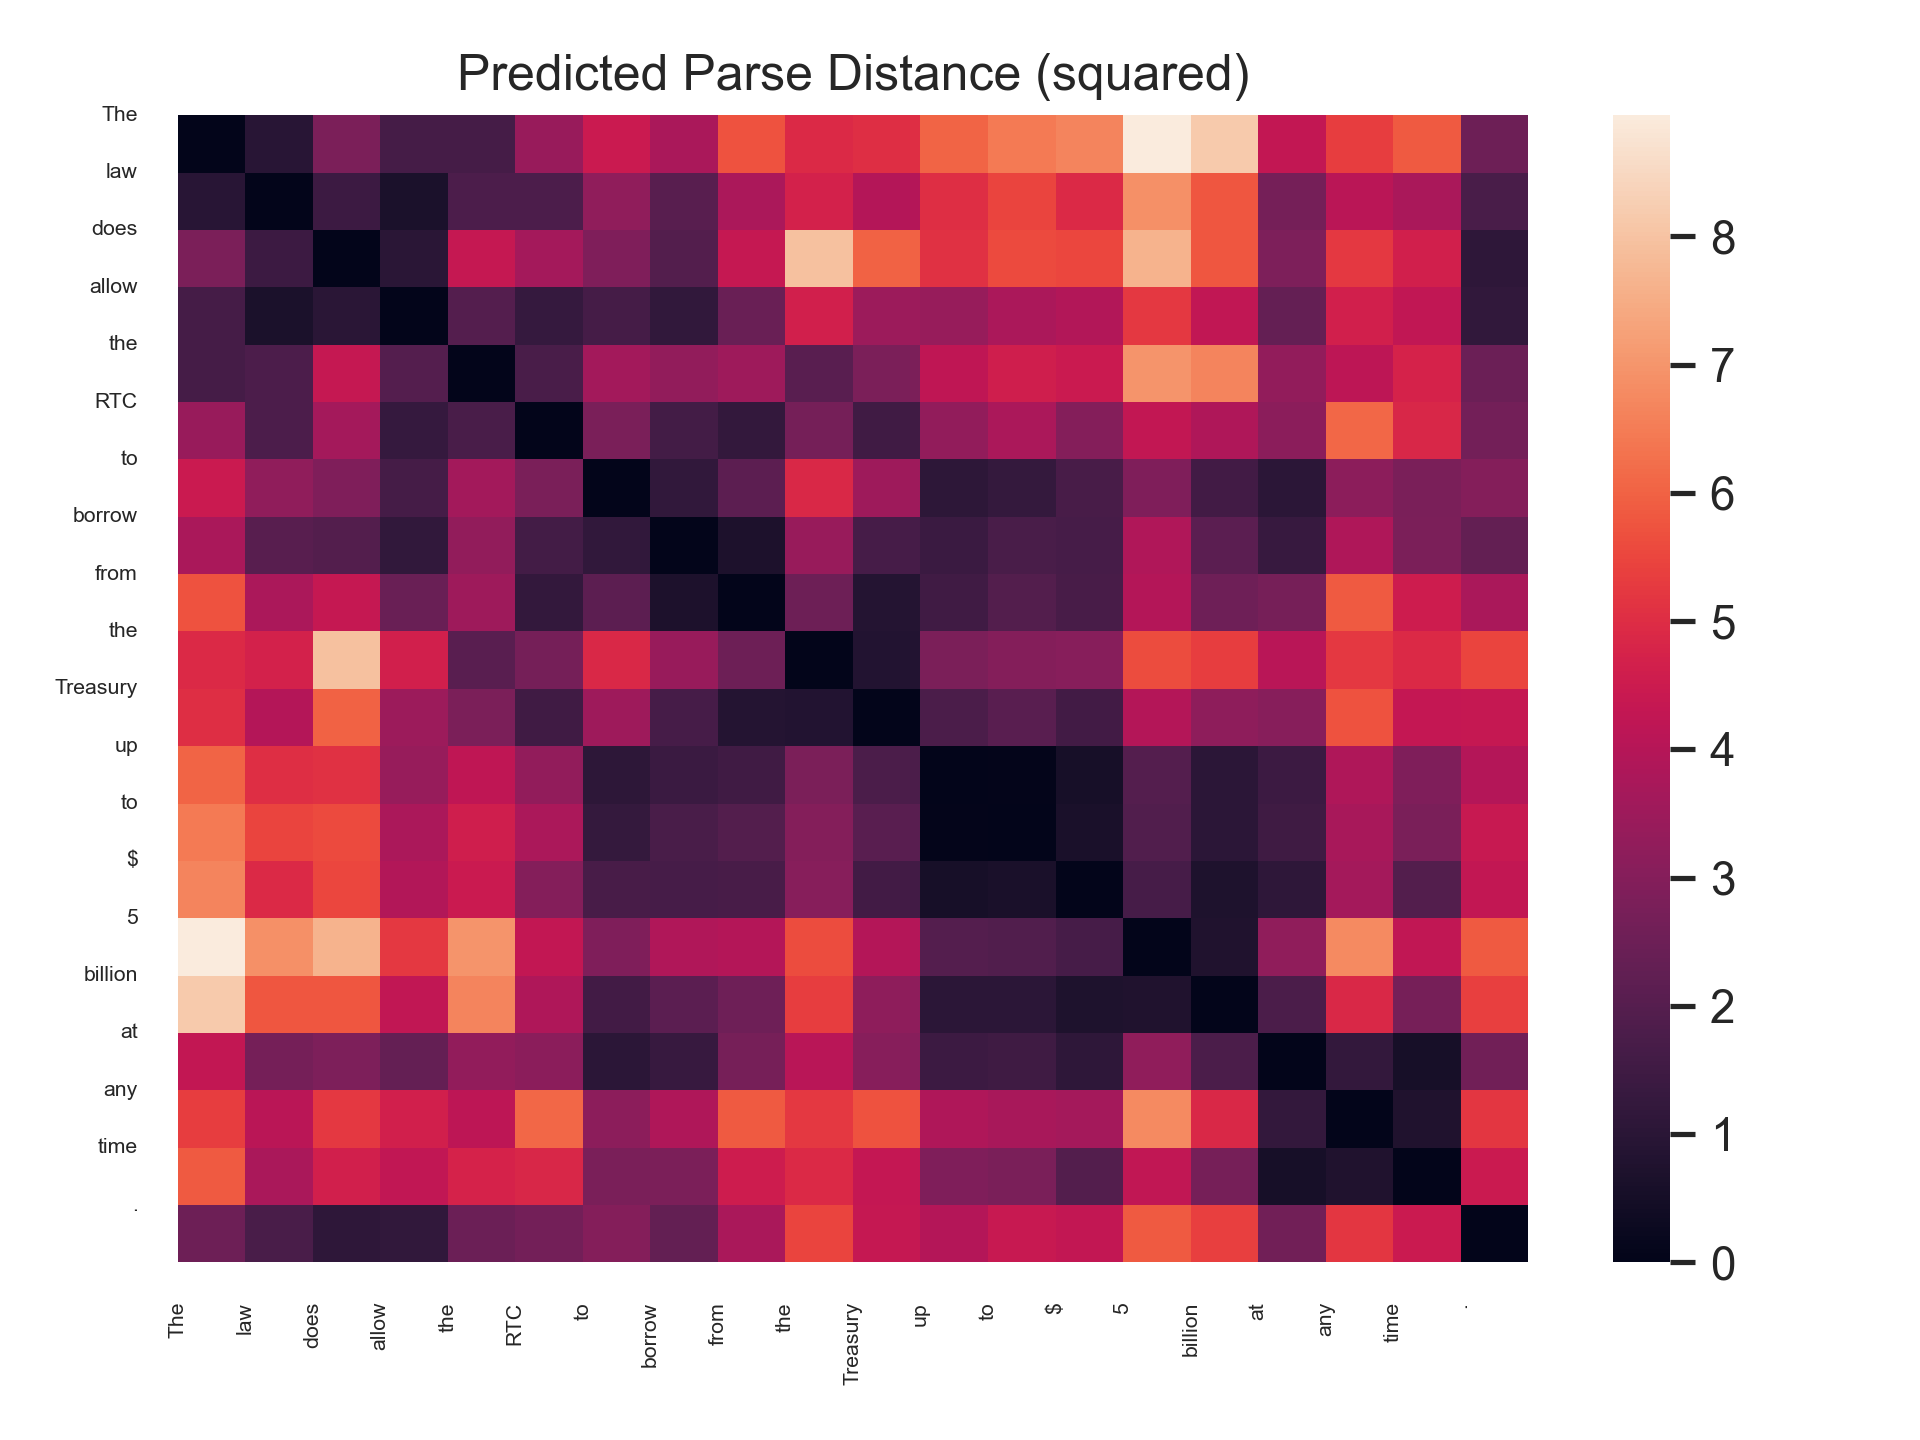 Predicted Parse Distance (squared)
The
law
does
allow
the
RTC
to
borrow
from
the
Treasury
up
to
$
5
billion
at
any
time
.
8
7
6
5
4
3
2
1
0
The
law
does
allow
the
RTC
to
borrow
from
the
Treasury
up
to
$
5
billion
at
any
time
.